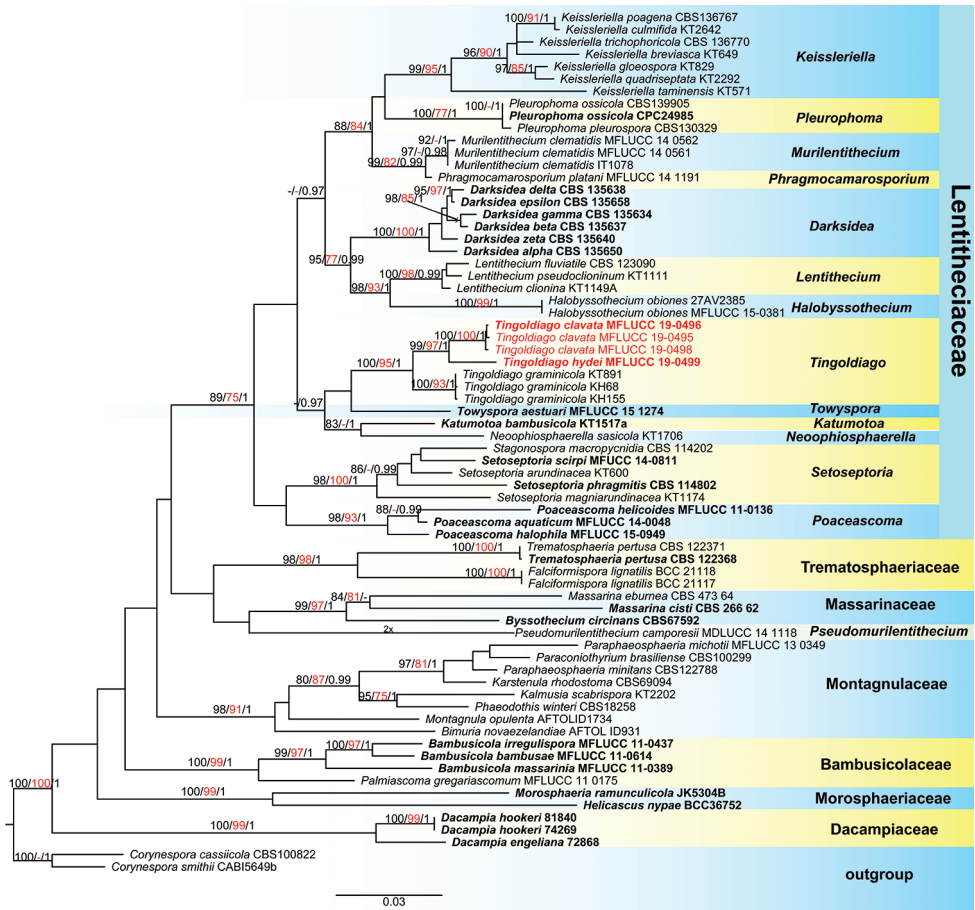 100/91/1
Keissleriella poagena CBS136767
Keissleriella culmifida KT2642
Keissleriella trichophoricola CBS 136770
96/90/1
Keissleriella breviasca KT649
Keissleriella
99/95/1
97/85/1
Keissleriella gloeospora KT829
Keissleriella quadriseptata KT2292
Keissleriella taminensis KT571
100/-/1
Pleurophoma ossicola CBS139905
100/77/1
Pleurophoma ossicola CPC24985
Pleurophoma
88/84/1
Pleurophoma pleurospora CBS130329
92/-/1
Murilentithecium clematidis MFLUCC 14 0562
97/-/0.98
Murilentithecium clematidis MFLUCC 14 0561
Murilentithecium
99/82/0.99
Murilentithecium clematidis IT1078
Phragmocamarosporium platani MFLUCC 14 1191
Phragmocamarosporium
-/-/0.97
95/97/1
Darksidea delta CBS 135638
98/85/1
Darksidea epsilon CBS 135658
Darksidea gamma CBS 135634
Darksidea beta CBS 135637
Darksidea
100/100/1
Darksidea zeta CBS 135640
Darksidea alpha CBS 135650
95/77/0.99
Lentithecium fluviatile CBS 123090
100/98/0.99
Lentithecium pseudoclioninum KT1111
Lentithecium
98/93/1
Lentithecium clionina KT1149A
100/99/1
Halobyssothecium obiones 27AV2385
Halobyssothecium obiones MFLUCC 15-0381
Halobyssothecium
Lentitheciaceae
Tingoldiago clavata MFLUCC 19-0496
100/100/1
Tingoldiago clavata MFLUCC 19-0495
99/97/1
Tingoldiago clavata MFLUCC 19-0498
100/95/1
Tingoldiago hydei MFLUCC 19-0499
Tingoldiago
Tingoldiago graminicola KT891
100/93/1
Tingoldiago graminicola KH68
Tingoldiago graminicola KH155
89/75/1
-/0.97
Towyspora aestuari MFLUCC 15 1274
Towyspora
83/-/1
Katumotoa bambusicola KT1517a
Katumotoa
Neoophiosphaerella sasicola KT1706
Neoophiosphaerella
Stagonospora macropycnidia CBS 114202
Setoseptoria scirpi MFUCC 14-0811
86/-/0.99
Setoseptoria arundinacea KT600
Setoseptoria
98/100/1
Setoseptoria phragmitis CBS 114802
Setoseptoria magniarundinacea KT1174
88/-/0.99
Poaceascoma helicoides MFLUCC 11-0136
98/93/1
Poaceascoma aquaticum MFLUCC 14-0048
Poaceascoma
Poaceascoma halophila MFLUCC 15-0949
100/100/1
Trematosphaeria pertusa CBS 122371
98/98/1
Trematosphaeria pertusa CBS 122368
Trematosphaeriaceae
100/100/1
Falciformispora lignatilis BCC 21118
Falciformispora lignatilis BCC 21117
84/81/-
Massarina eburnea CBS 473 64
99/97/1
Massarina cisti CBS 266 62
Massarinaceae
Byssothecium circinans CBS67592
2x
Pseudomurilentithecium camporesii MDLUCC 14 1118
Pseudomurilentithecium
Paraphaeosphaeria michotii MFLUCC 13 0349
Paraconiothyrium brasiliense CBS100299
97/81/1
Paraphaeosphaeria minitans CBS122788
80/87/0.99
Karstenula rhodostoma CBS69094
Montagnulaceae
95/75/1
Kalmusia scabrispora KT2202
Phaeodothis winteri CBS18258
98/91/1
Montagnula opulenta AFTOLID1734
Bimuria novaezelandiae AFTOL ID931
100/97/1
Bambusicola irregulispora MFLUCC 11-0437
99/97/1
Bambusicola bambusae MFLUCC 11-0614
Bambusicolaceae
100/99/1
Bambusicola massarinia MFLUCC 11-0389
Palmiascoma gregariascomum MFLUCC 11 0175
100/100/1
100/99/1
Morosphaeria ramunculicola JK5304B
Morosphaeriaceae
Helicascus nypae BCC36752
100/99/1
Dacampia hookeri 81840
100/99/1
Dacampia hookeri 74269
Dacampiaceae
Dacampia engeliana 72868
100/-/1
Corynespora cassiicola CBS100822
Corynespora smithii CABI5649b
outgroup
0.03